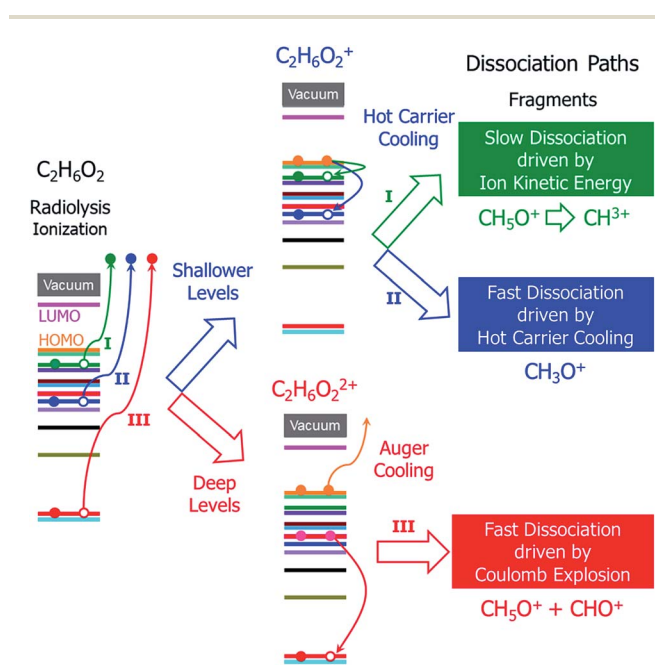 C₂H₆O₂
Radiolysis
Ionization
Vacuum
LUMO
HOMO
I
II
III
Shallower
Levels
Deep
Levels
C₂H₆O₂⁺
Vacuum
Hot Carrier
Cooling
I
II
C₂H₆O₂²⁺
Vacuum
Auger
Cooling
III
Dissociation Paths
Fragments
Slow Dissociation
driven by
Ion Kinetic Energy
CH₅O⁺ ⇨ CH³⁺
Fast Dissociation
driven by
Hot Carrier Cooling
CH₃O⁺
Fast Dissociation
driven by
Coulomb Explosion
CH₅O⁺ + CHO⁺